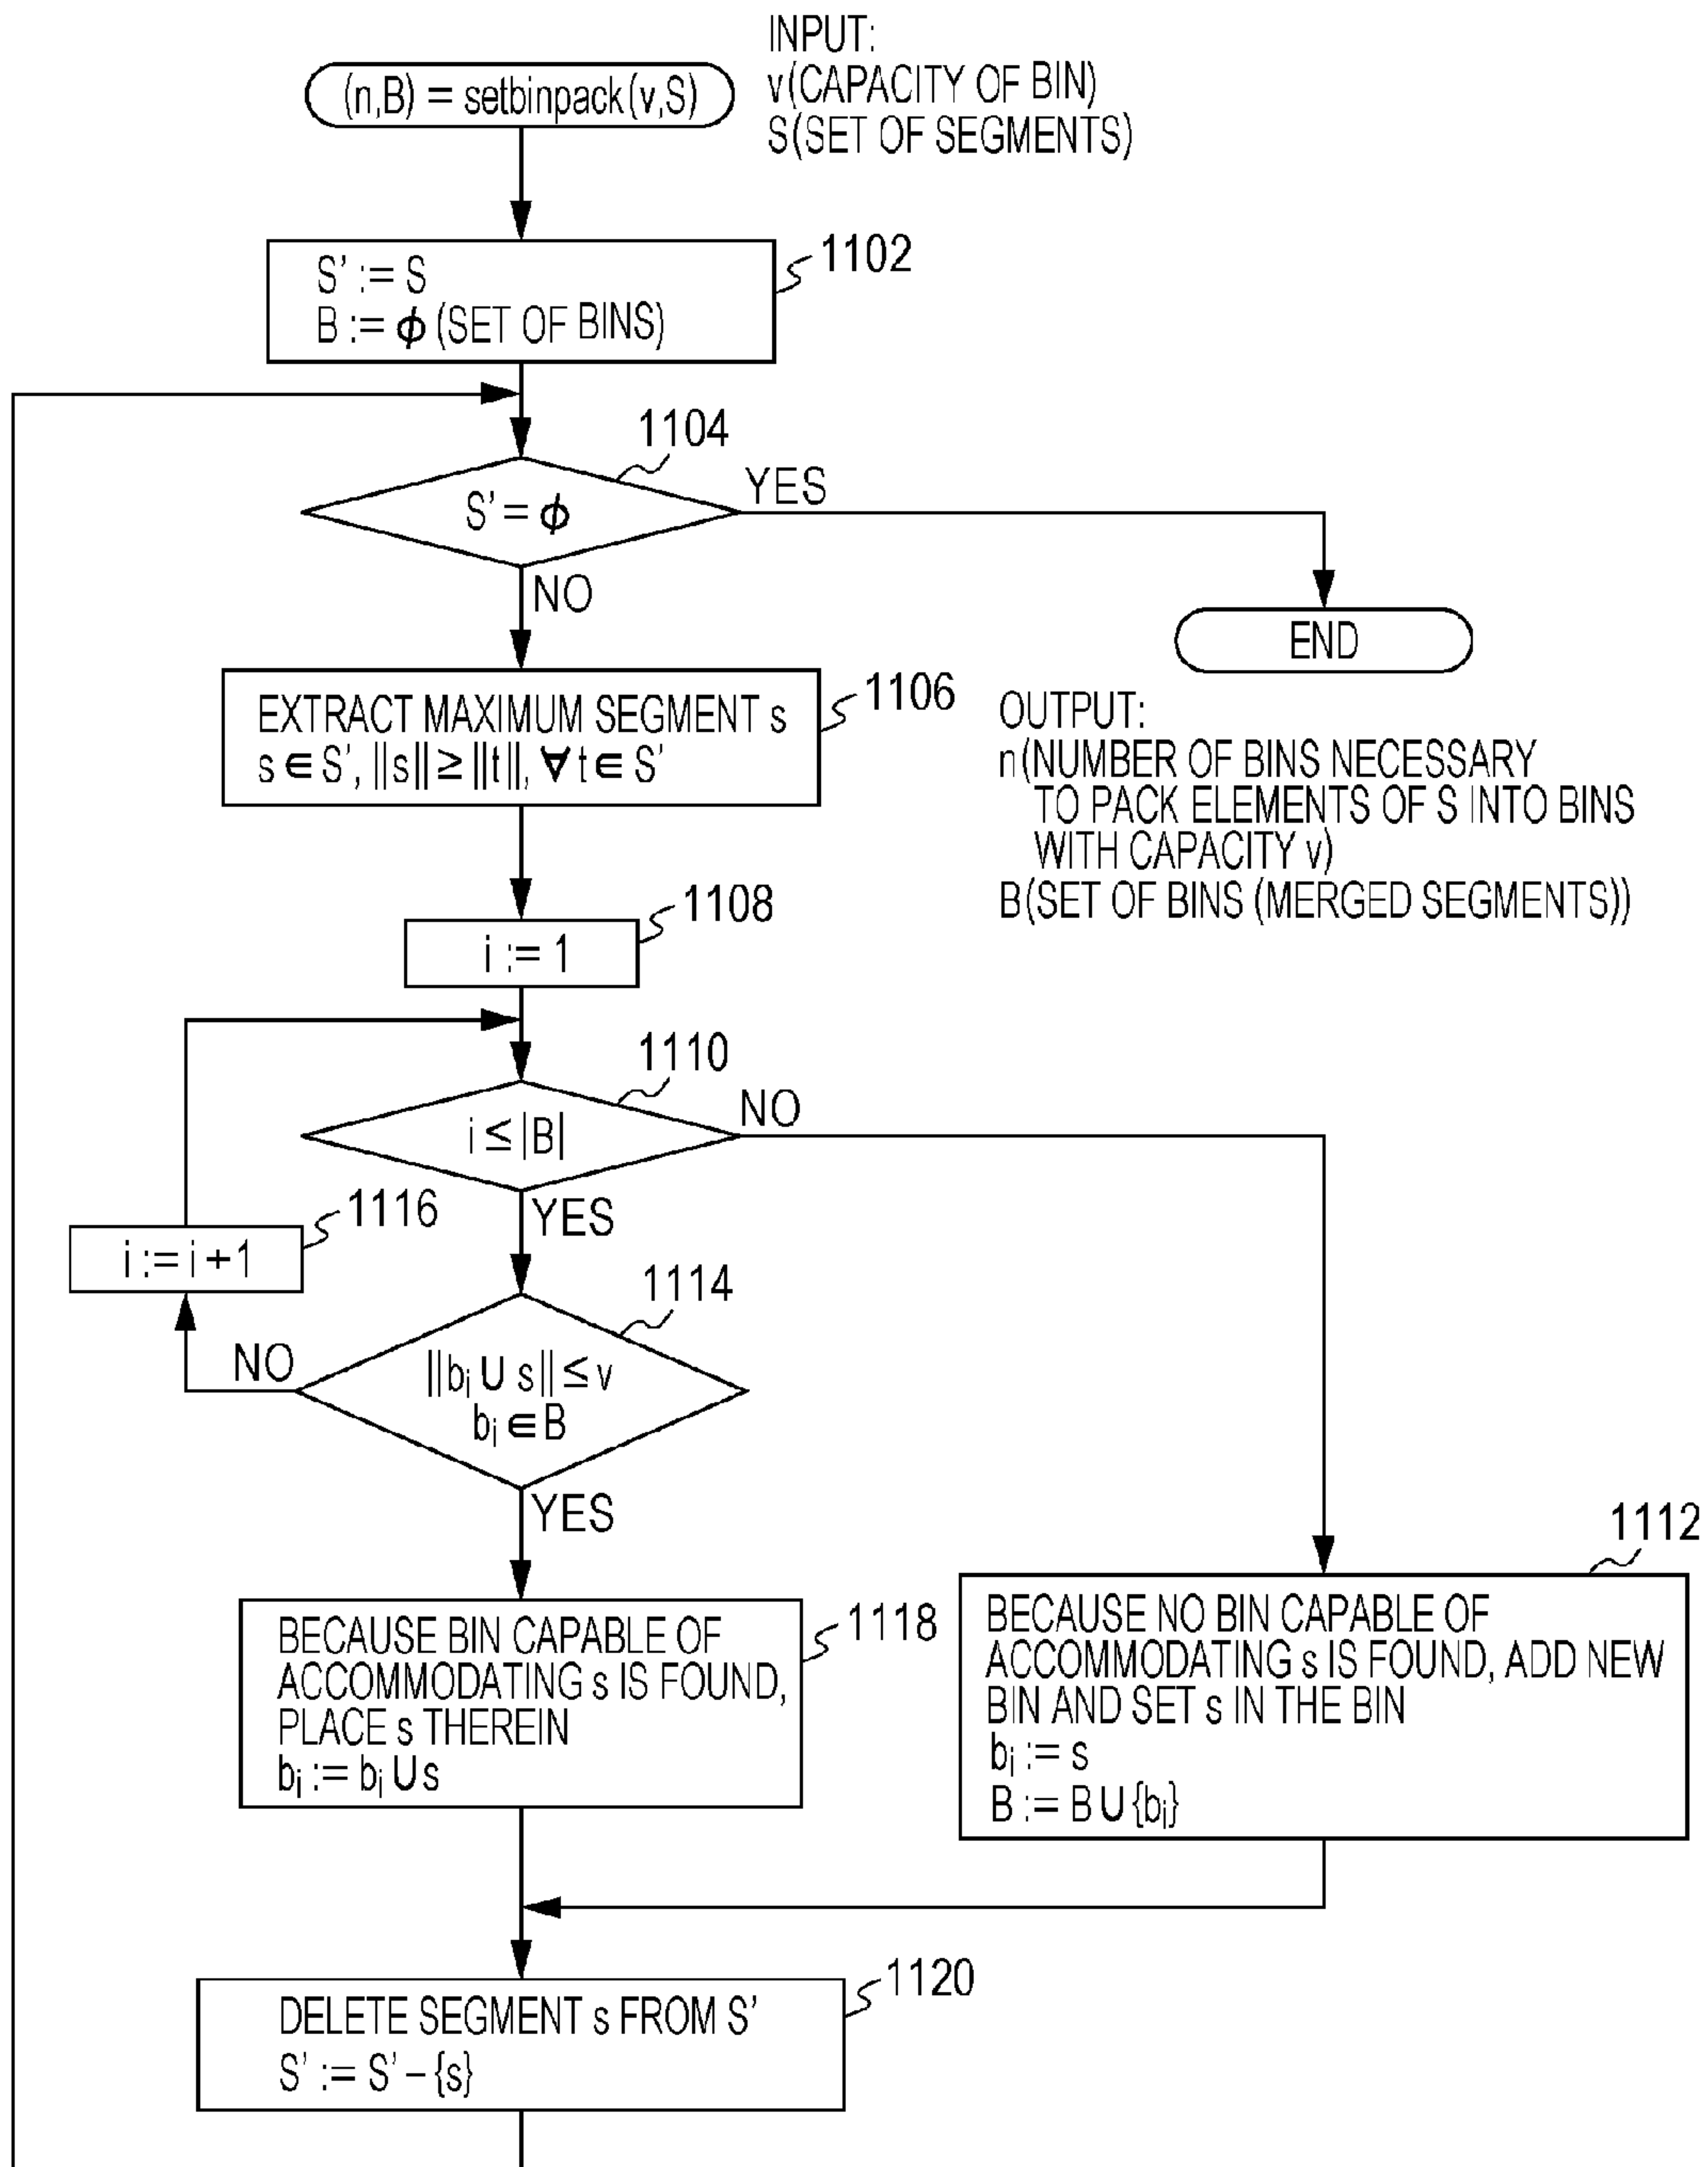 INPUT:
v(CAPACITY OF BIN)
S(SET OF SEGMENTS)
(n,B) = setbinpack(v,S)
1102
S' := S
B := ϕ (SET OF BINS)
1104
S' = ϕ
YES
NO
END
1106
EXTRACT MAXIMUM SEGMENT s
s ∈ S', ||s|| ≥ ||t||, ∀ t ∈ S'
OUTPUT:
n(NUMBER OF BINS NECESSARY
TO PACK ELEMENTS OF S INTO BINS
WITH CAPACITY v)
B(SET OF BINS (MERGED SEGMENTS))
1108
i := 1
1110
i ≤ |B|
NO
YES
1116
i := i + 1
1114
||bᵢ ∪ s|| ≤ v
bᵢ ∈ B
NO
YES
1118
BECAUSE BIN CAPABLE OF
ACCOMMODATING s IS FOUND,
PLACE s THEREIN
bᵢ := bᵢ ∪ s
1112
BECAUSE NO BIN CAPABLE OF
ACCOMMODATING s IS FOUND, ADD NEW
BIN AND SET s IN THE BIN
bᵢ := s
B := B ∪ {bᵢ}
1120
DELETE SEGMENT s FROM S'
S' := S' – {s}